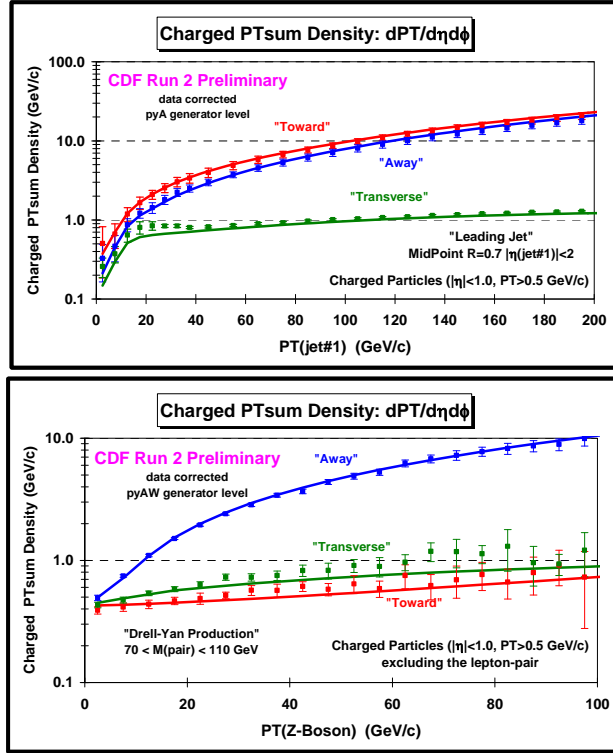 Charged PTsum Density: dPT/dηdϕ
Charged PTsum Density (GeV/c)
100.0
10.0
1.0
0.1
CDF Run 2 Preliminary
data corrected
pyA generator level
"Toward"
"Away"
"Transverse"
"Leading Jet"
MidPoint R=0.7 |η(jet#1)|<2
Charged Particles (|η|<1.0, PT>0.5 GeV/c)
0 20 40 60 80 100 120 140 160 180 200
PT(jet#1) (GeV/c)
Charged PTsum Density: dPT/dηdϕ
Charged PTsum Density (GeV/c)
10.0
1.0
0.1
CDF Run 2 Preliminary
data corrected
pyAW generator level
"Away"
"Transverse"
"Toward"
"Drell-Yan Production"
70 < M(pair) < 110 GeV
Charged Particles (|η|<1.0, PT>0.5 GeV/c)
excluding the lepton-pair
0 20 40 60 80 100
PT(Z-Boson) (GeV/c)